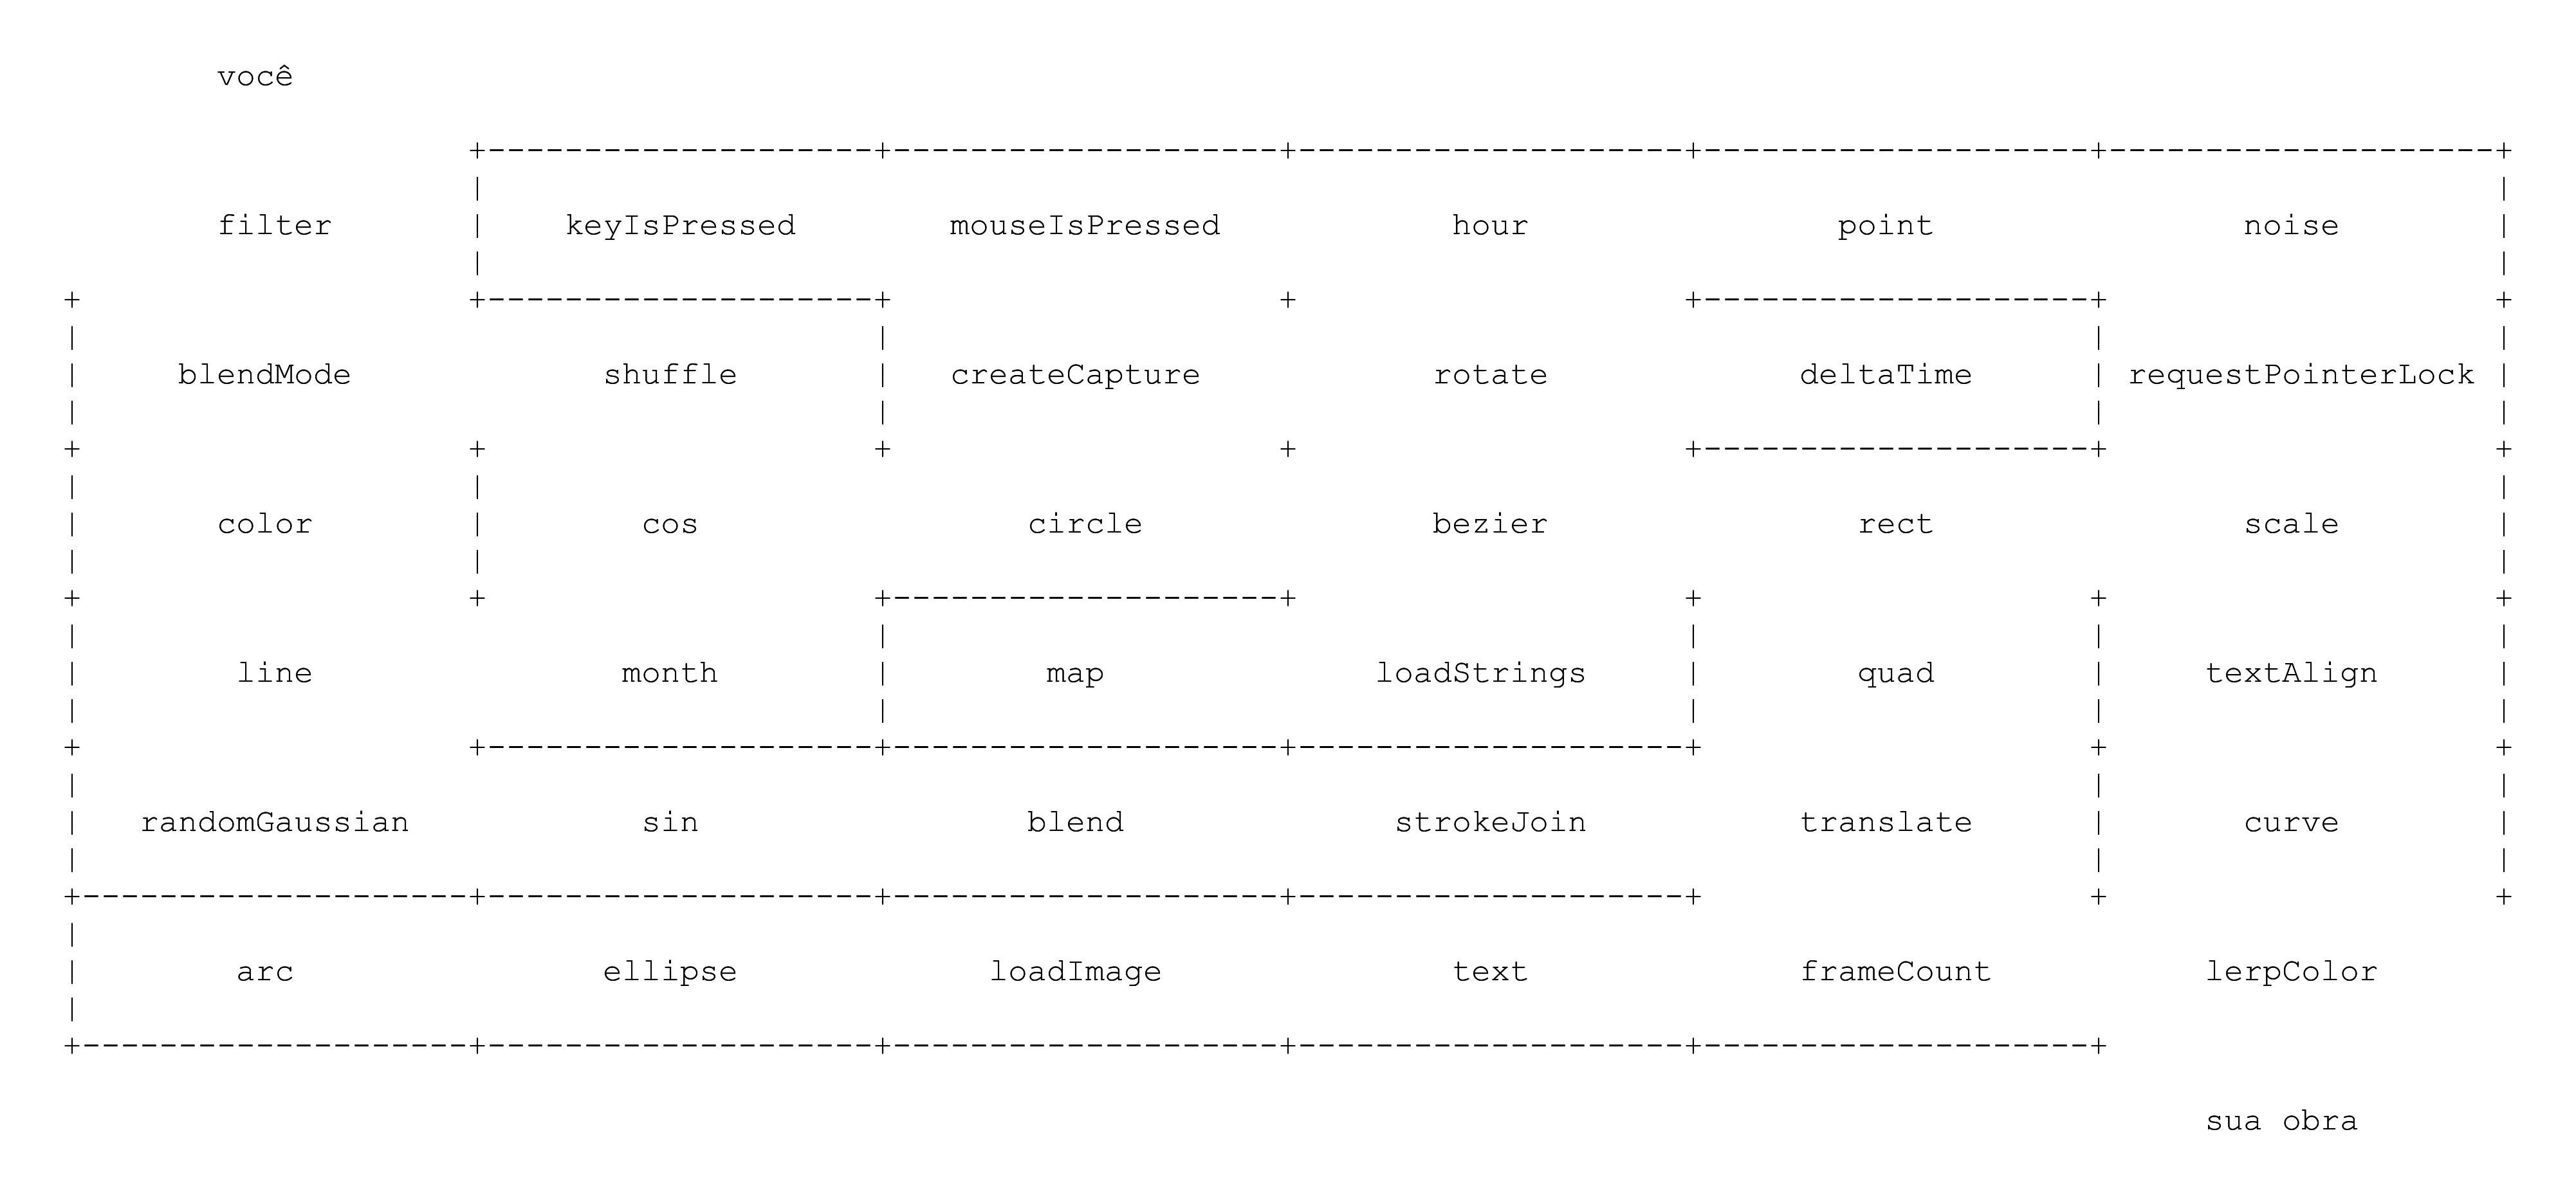 você
filter keyIsPressed mouseIsPressed hour point noise
blendMode shuffle createCapture rotate deltaTime requestPointerLock
color cos circle bezier rect scale
line month map loadStrings quad textAlign
randomGaussian sin blend strokeJoin translate curve
arc ellipse loadImage text frameCount lerpColor
sua obra